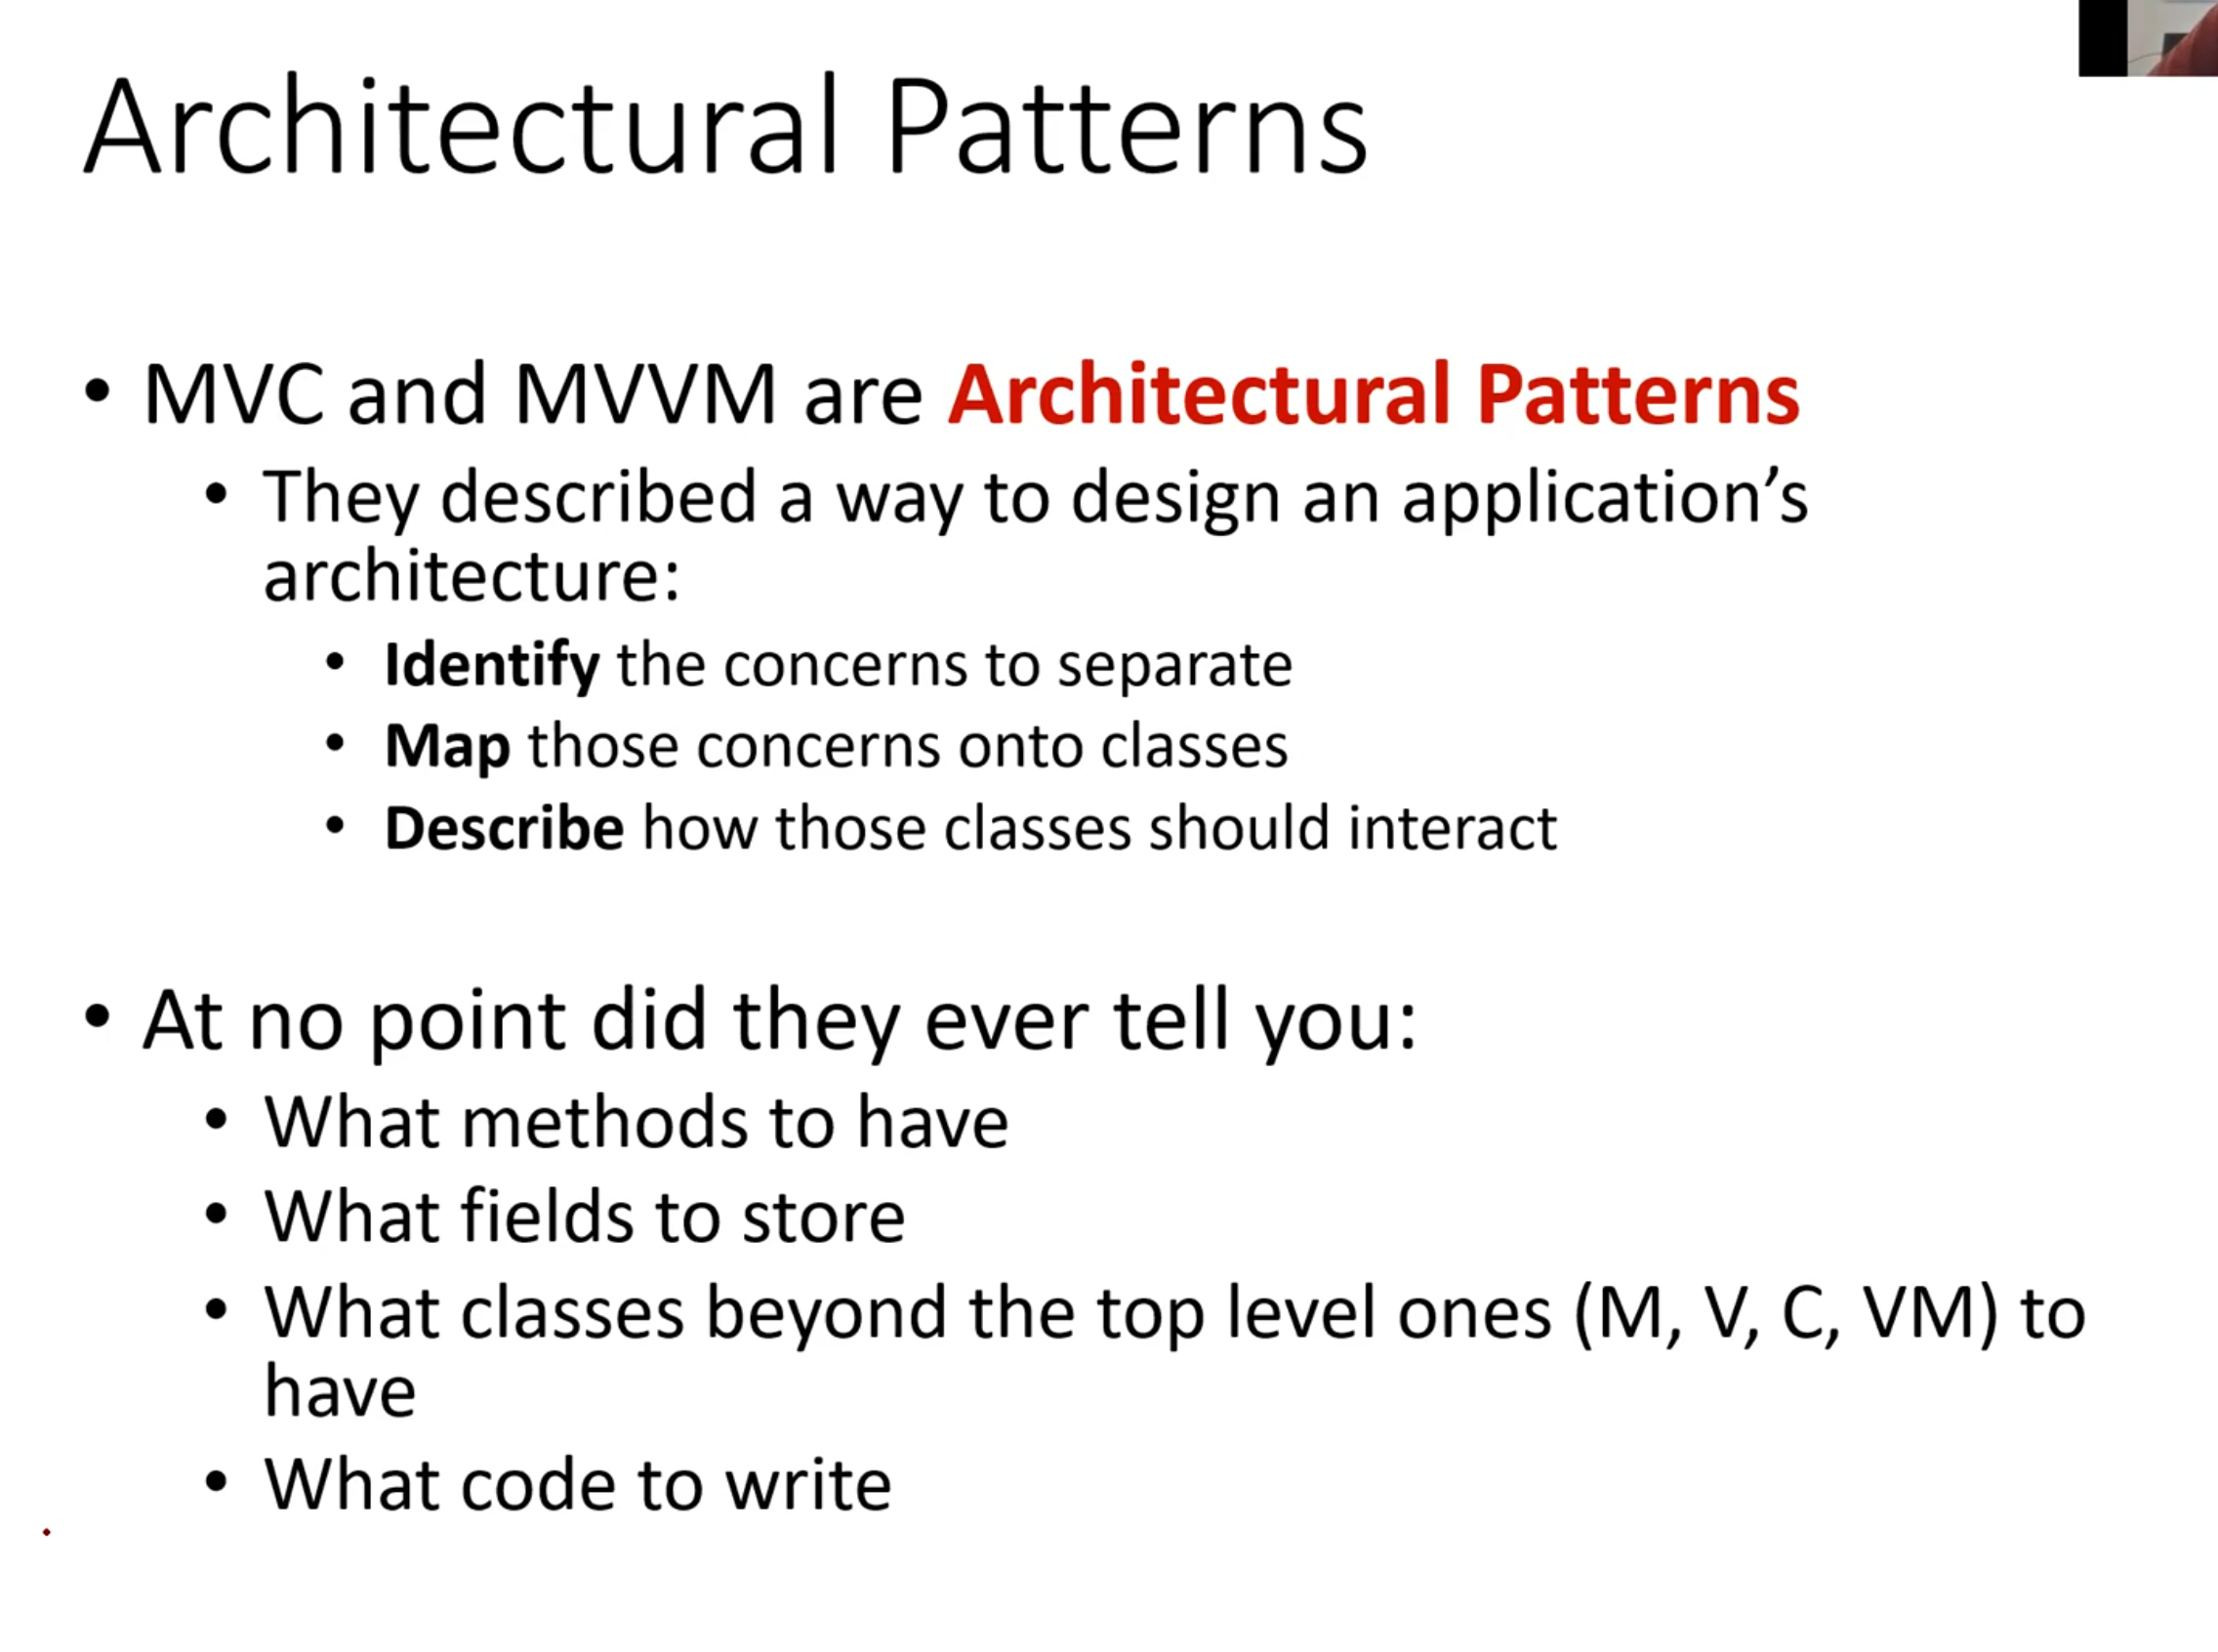 Architectural Patterns
• MVC and MVVM are Architectural Patterns
• They described a way to design an application’s
architecture:
• Identify the concerns to separate
• Map those concerns onto classes
• Describe how those classes should interact
• At no point did they ever tell you:
• What methods to have
• What fields to store
• What classes beyond the top level ones (M, V, C, VM) to
have
• What code to write